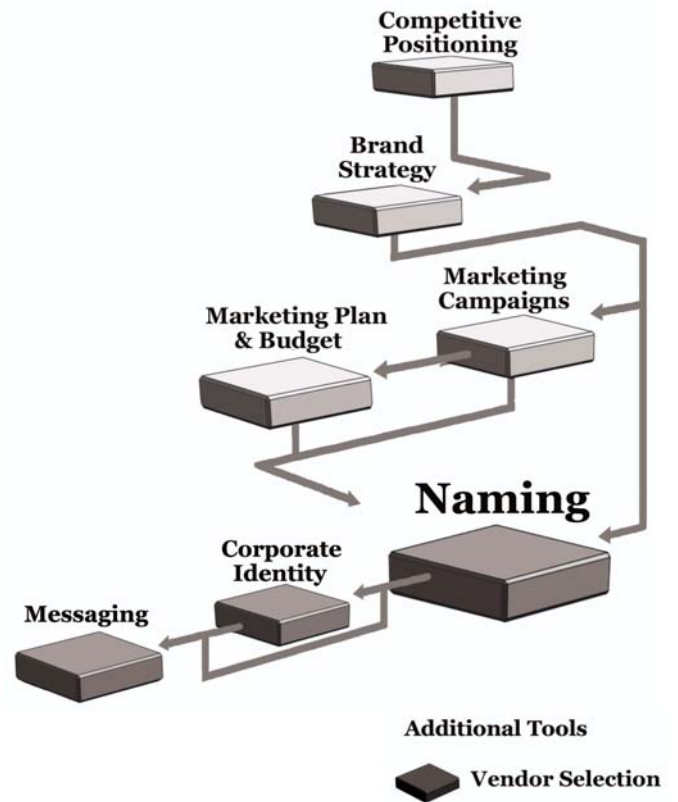 Competitive
Positioning
Brand
Strategy
Marketing
Campaigns
Marketing Plan
& Budget
Naming
Corporate
Identity
Messaging
Additional Tools
Vendor Selection